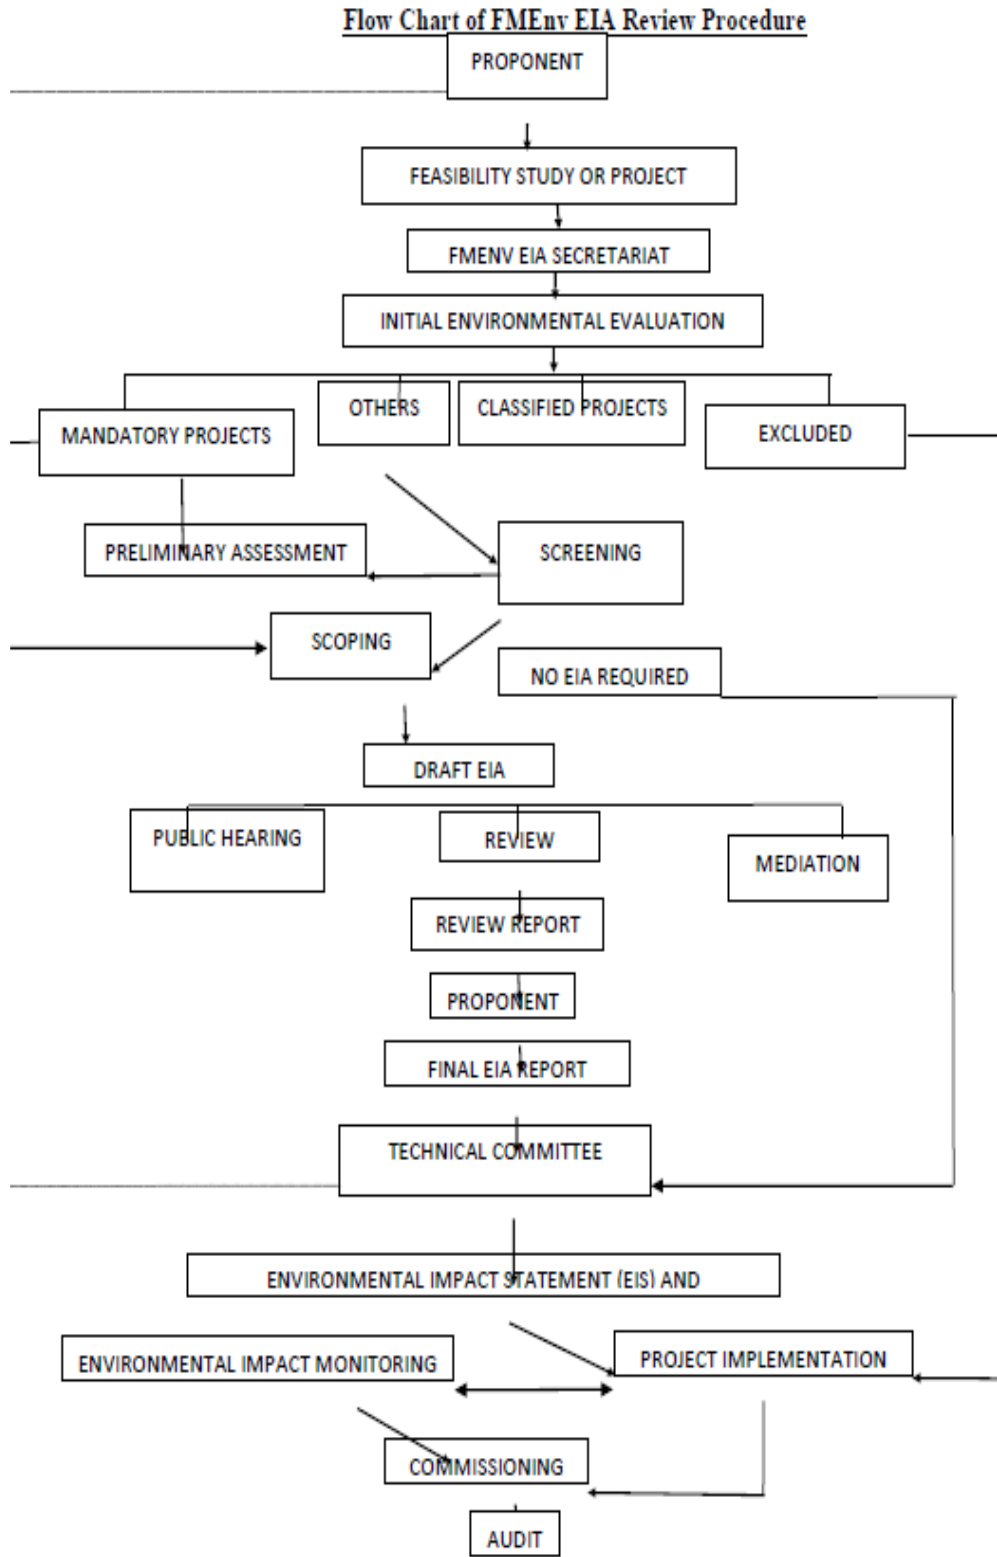 Flow Chart of FMEnv EIA Review Procedure
PROPONENT
FEASIBILITY STUDY OR PROJECT
FMENV EIA SECRETARIAT
INITIAL ENVIRONMENTAL EVALUATION
MANDATORY PROJECTS
OTHERS
CLASSIFIED PROJECTS
EXCLUDED
PRELIMINARY ASSESSMENT
SCREENING
SCOPING
NO EIA REQUIRED
DRAFT EIA
PUBLIC HEARING
REVIEW
MEDIATION
REVIEW REPORT
PROPONENT
FINAL EIA REPORT
TECHNICAL COMMITTEE
ENVIRONMENTAL IMPACT STATEMENT (EIS) AND
ENVIRONMENTAL IMPACT MONITORING
PROJECT IMPLEMENTATION
COMMISSIONING
AUDIT